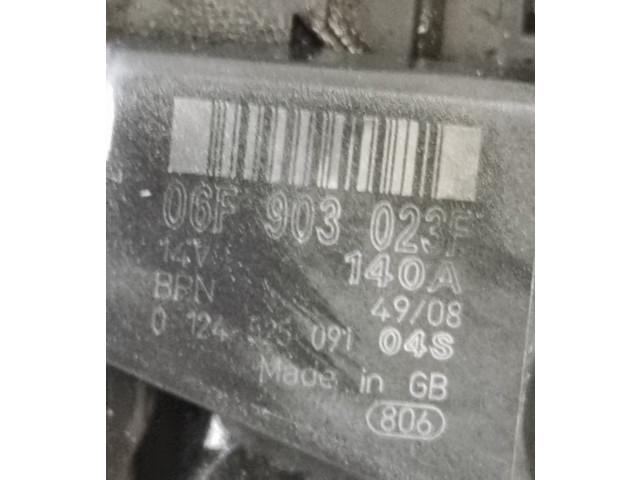 06F 903 023F
14V 140A
BPN 49/08
0 124 525 091 04S
Made in GB
806